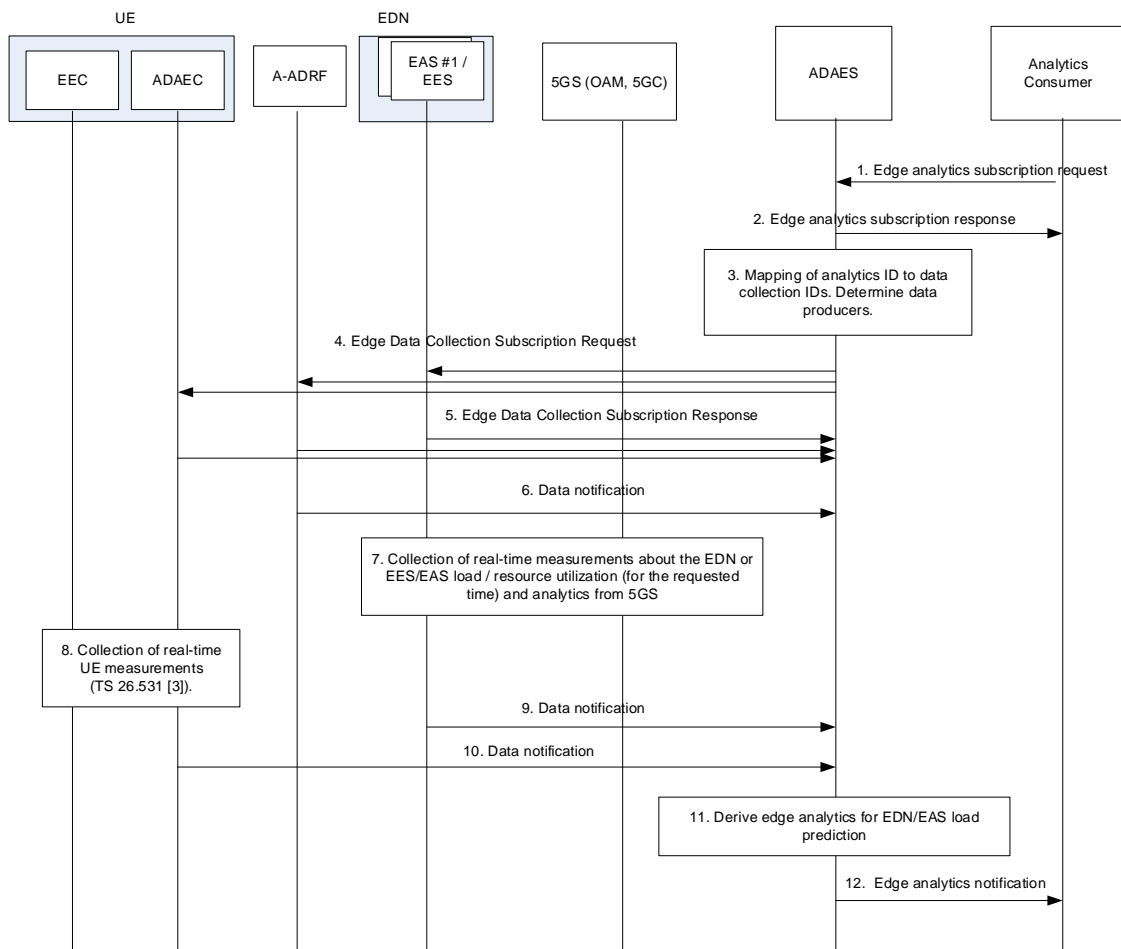 UE
EDN
EEC
ADAEC
A-ADRF
EAS #1 /
EES
5GS (OAM, 5GC)
ADAES
Analytics
Consumer
1. Edge analytics subscription request
2. Edge analytics subscription response
3. Mapping of analytics ID to data
collection IDs. Determine data
producers.
4. Edge Data Collection Subscription Request
5. Edge Data Collection Subscription Response
6. Data notification
7. Collection of real-time measurements about the EDN or
EES/EAS load / resource utilization (for the requested
time) and analytics from 5GS
8. Collection of real-time
UE measurements
(TS 26.531 [3]).
9. Data notification
10. Data notification
11. Derive edge analytics for EDN/EAS load
prediction
12. Edge analytics notification